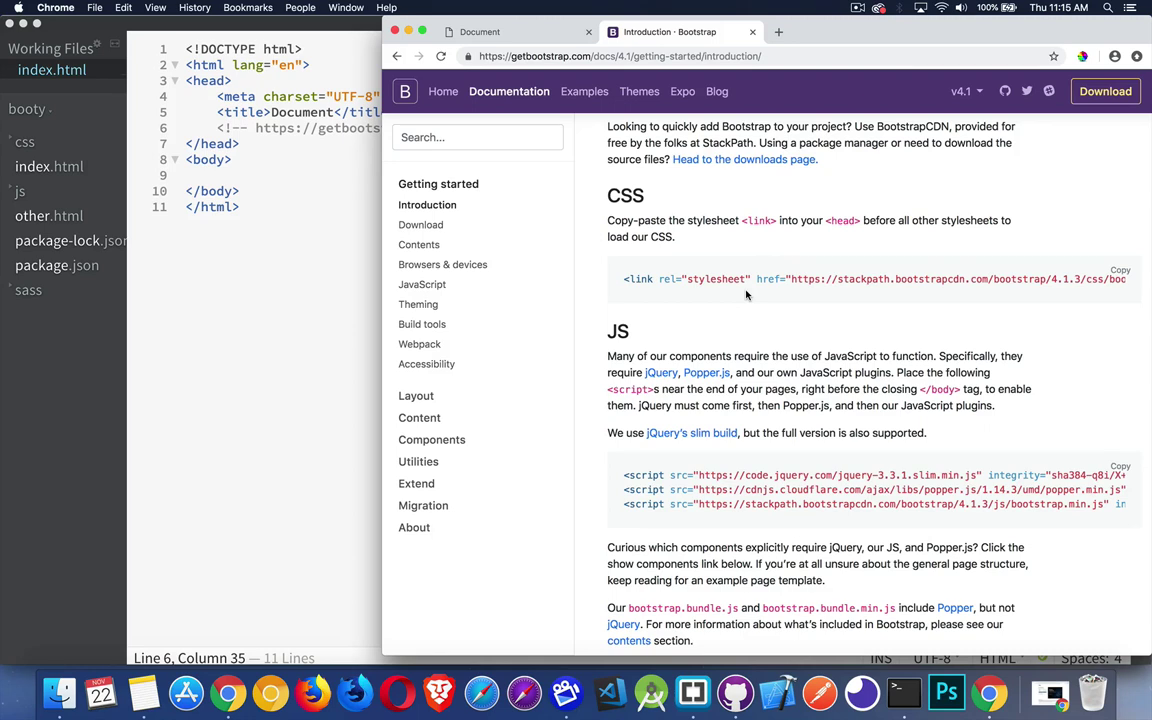 Chrome File Edit View History Bookmarks People Window Help 100% Thu 11:15 AM
Working Files
index.html
booty
css
index.html
js
other.html
package-lock.json
package.json
sass
1 <!DOCTYPE html>
2 <html lang="en">
3 <head>
4 <meta charset="UTF-8"
5 <title>Document</titl
6 <!-- https://getboots
7 </head>
8 <body>
9
10 </body>
11 </html>
Line 6, Column 35 — 11 Lines
INS UTF-8 HTML Spaces: 4
Document
Introduction · Bootstrap
https://getbootstrap.com/docs/4.1/getting-started/introduction/
B Home Documentation Examples Themes Expo Blog v4.1 Download
Search...
Getting started
Introduction
Download
Contents
Browsers & devices
JavaScript
Theming
Build tools
Webpack
Accessibility
Layout
Content
Components
Utilities
Extend
Migration
About
Looking to quickly add Bootstrap to your project? Use BootstrapCDN, provided for
free by the folks at StackPath. Using a package manager or need to download the
source files? Head to the downloads page.
CSS
Copy-paste the stylesheet <link> into your <head> before all other stylesheets to
load our CSS.
Copy
<link rel="stylesheet" href="https://stackpath.bootstrapcdn.com/bootstrap/4.1.3/css/boo
JS
Many of our components require the use of JavaScript to function. Specifically, they
require jQuery, Popper.js, and our own JavaScript plugins. Place the following
<script>s near the end of your pages, right before the closing </body> tag, to enable
them. jQuery must come first, then Popper.js, and then our JavaScript plugins.
We use jQuery's slim build, but the full version is also supported.
Copy
<script src="https://code.jquery.com/jquery-3.3.1.slim.min.js" integrity="sha384-q8i/X+
<script src="https://cdnjs.cloudflare.com/ajax/libs/popper.js/1.14.3/umd/popper.min.js"
<script src="https://stackpath.bootstrapcdn.com/bootstrap/4.1.3/js/bootstrap.min.js" in
Curious which components explicitly require jQuery, our JS, and Popper.js? Click the
show components link below. If you're at all unsure about the general page structure,
keep reading for an example page template.
Our bootstrap.bundle.js and bootstrap.bundle.min.js include Popper, but not
jQuery. For more information about what's included in Bootstrap, please see our
contents section.
NOV
22
Ps